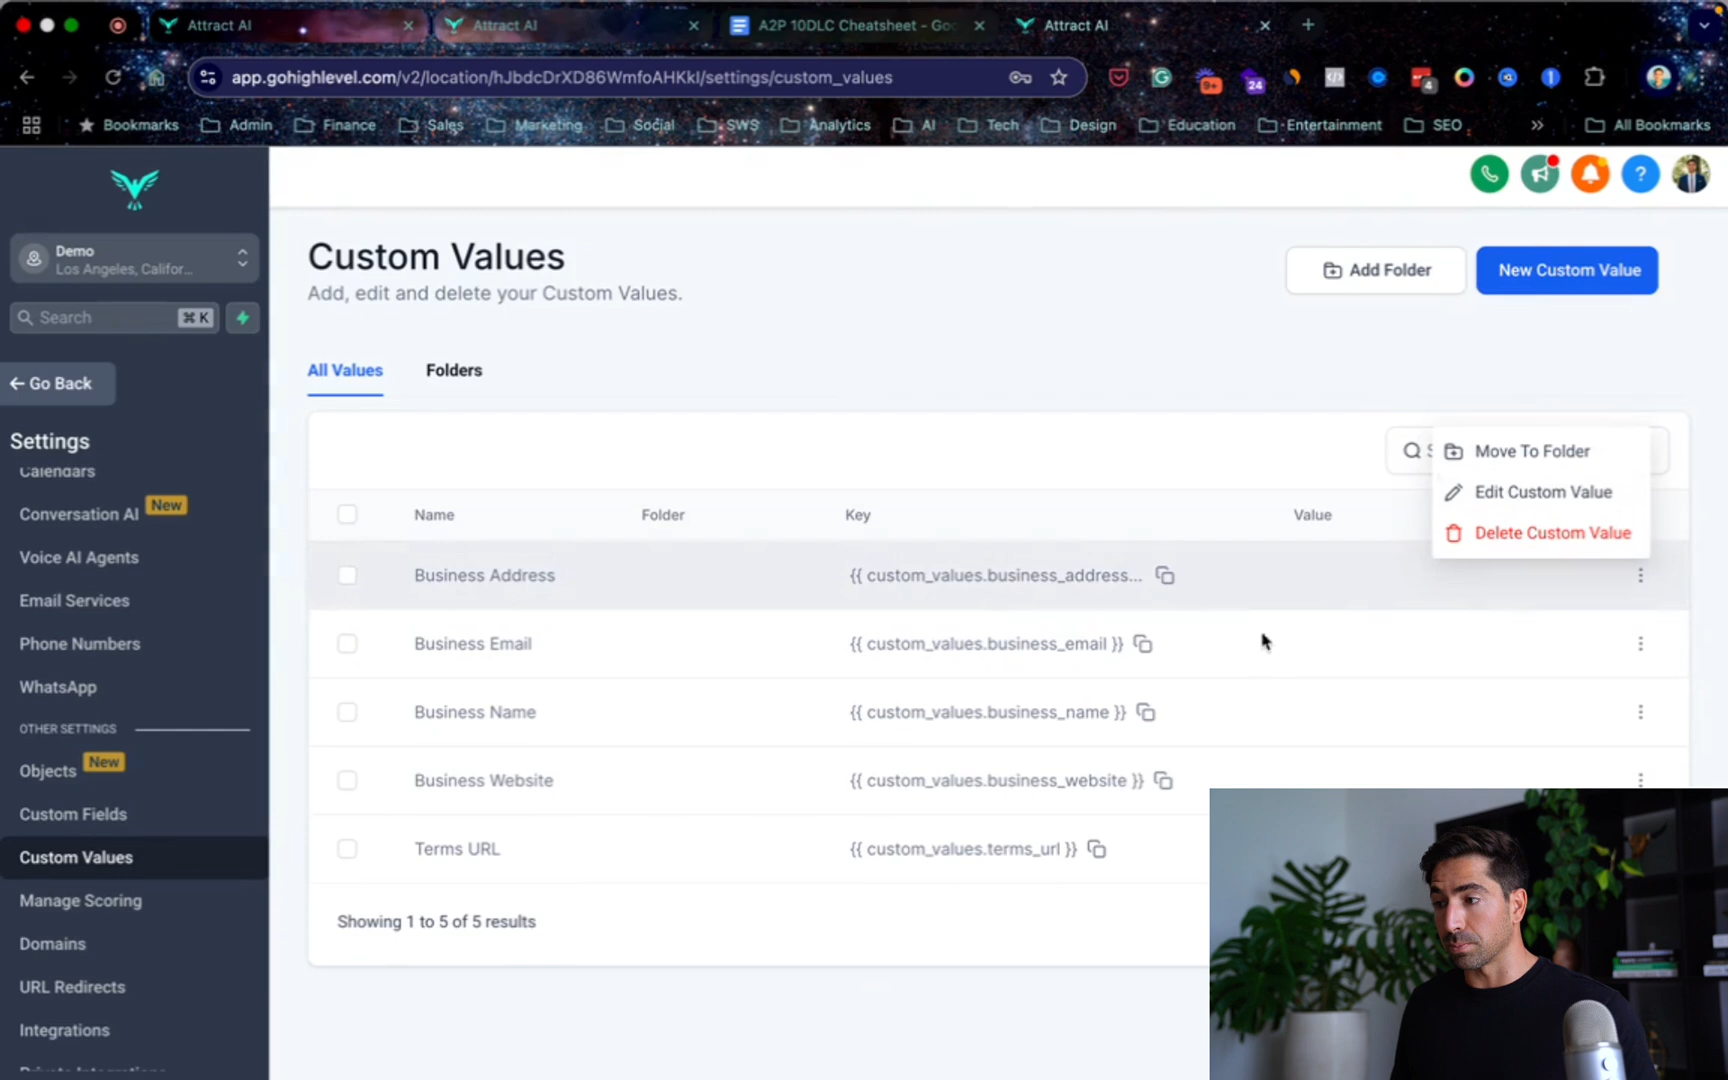 Attract AI
Attract AI
A2P 10DLC Cheatsheet - Goo
Attract AI
app.gohighlevel.com/v2/location/hJbdcDrXD86WmfoAHKkl/settings/custom_values
9+
24
4
Bookmarks
Admin
Finance
Sales
Marketing
Social
SWS
Analytics
AI
Tech
Design
Education
Entertainment
SEO
All Bookmarks
Demo
Los Angeles, Califor...
Search
⌘ K
Go Back
Settings
Calendars
Conversation AI New
Voice AI Agents
Email Services
Phone Numbers
WhatsApp
OTHER SETTINGS
Objects New
Custom Fields
Custom Values
Manage Scoring
Domains
URL Redirects
Integrations
Private Integrations
Custom Values
Add, edit and delete your Custom Values.
Add Folder
New Custom Value
All Values
Folders
Move To Folder
Edit Custom Value
Delete Custom Value
Name Folder Key Value
Business Address {{ custom_values.business_address...
Business Email {{ custom_values.business_email }}
Business Name {{ custom_values.business_name }}
Business Website {{ custom_values.business_website }}
Terms URL {{ custom_values.terms_url }}
Showing 1 to 5 of 5 results